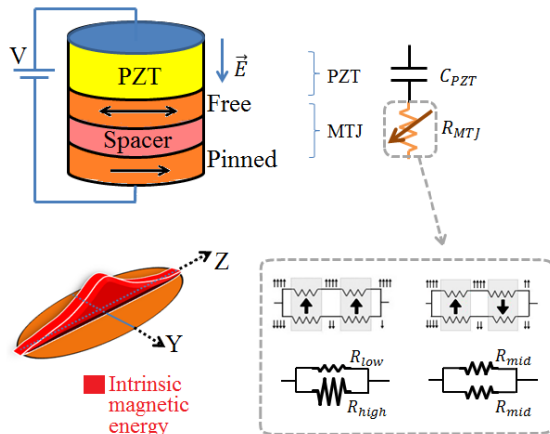 V
PZT
E
Free
Spacer
Pinned
PZT
C_PZT
MTJ
R_MTJ
Z
Y
Intrinsic
magnetic
energy
R_low
R_high
R_mid
R_mid